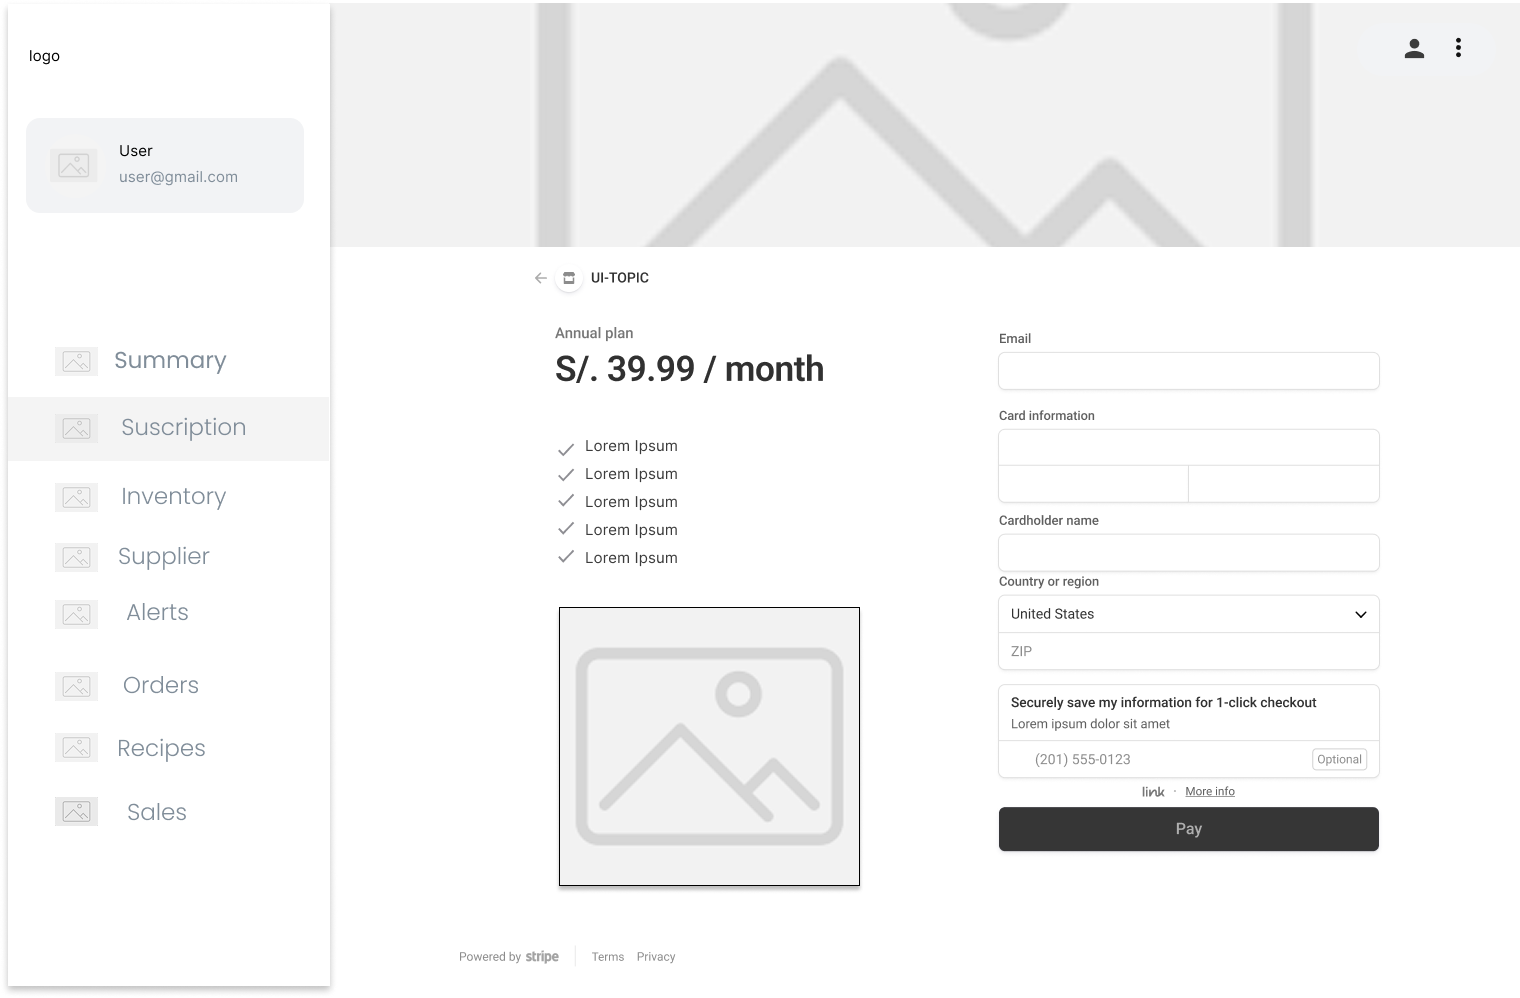 logo
User
user@gmail.com
Summary
Suscription
Inventory
Supplier
Alerts
Orders
Recipes
Sales
UI-TOPIC
Annual plan
S/. 39.99 / month
Lorem Ipsum
Lorem Ipsum
Lorem Ipsum
Lorem Ipsum
Lorem Ipsum
Email
Card information
Cardholder name
Country or region
United States
ZIP
Securely save my information for 1-click checkout
Lorem ipsum dolor sit amet
(201) 555-0123 Optional
link · More info
Pay
Powered by stripe Terms Privacy